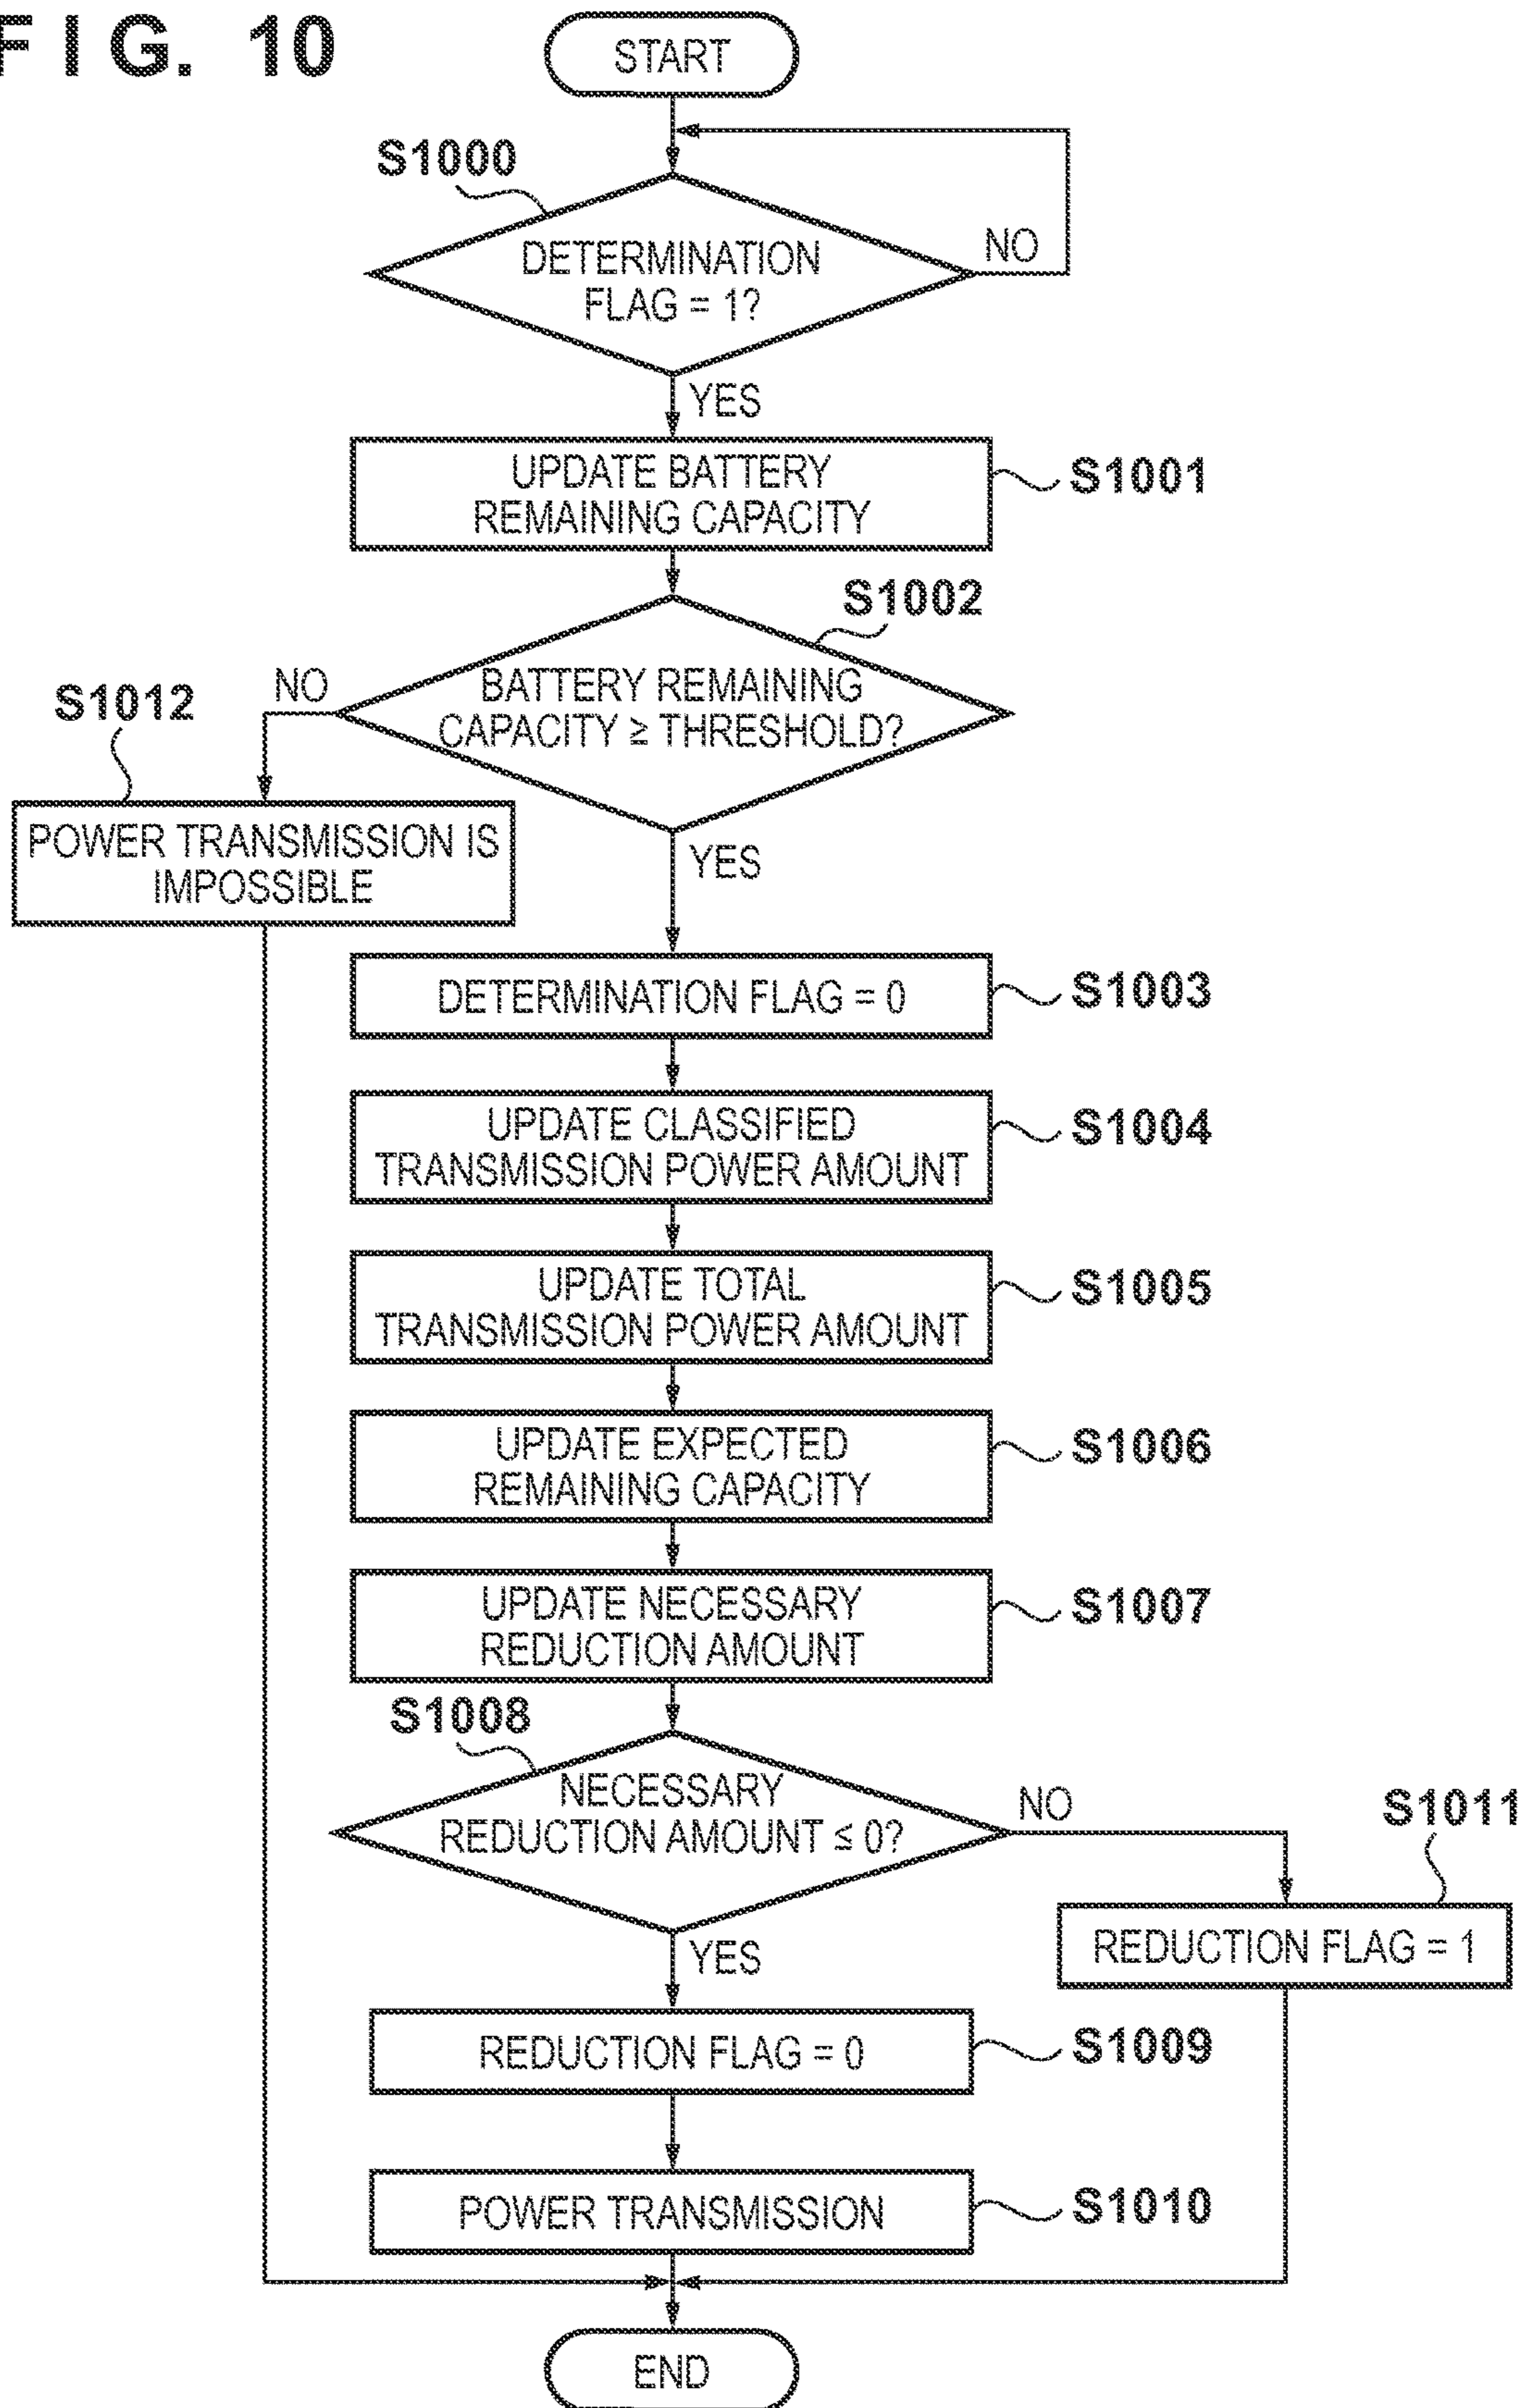 FIG. 10
START
S1000
DETERMINATION
FLAG = 1?
NO
YES
UPDATE BATTERY
REMAINING CAPACITY
S1001
S1002
BATTERY REMAINING
CAPACITY ≥ THRESHOLD?
NO
S1012
POWER TRANSMISSION IS
IMPOSSIBLE
YES
DETERMINATION FLAG = 0
S1003
UPDATE CLASSIFIED
TRANSMISSION POWER AMOUNT
S1004
UPDATE TOTAL
TRANSMISSION POWER AMOUNT
S1005
UPDATE EXPECTED
REMAINING CAPACITY
S1006
UPDATE NECESSARY
REDUCTION AMOUNT
S1007
S1008
NECESSARY
REDUCTION AMOUNT ≤ 0?
NO
S1011
REDUCTION FLAG = 1
YES
REDUCTION FLAG = 0
S1009
POWER TRANSMISSION
S1010
END